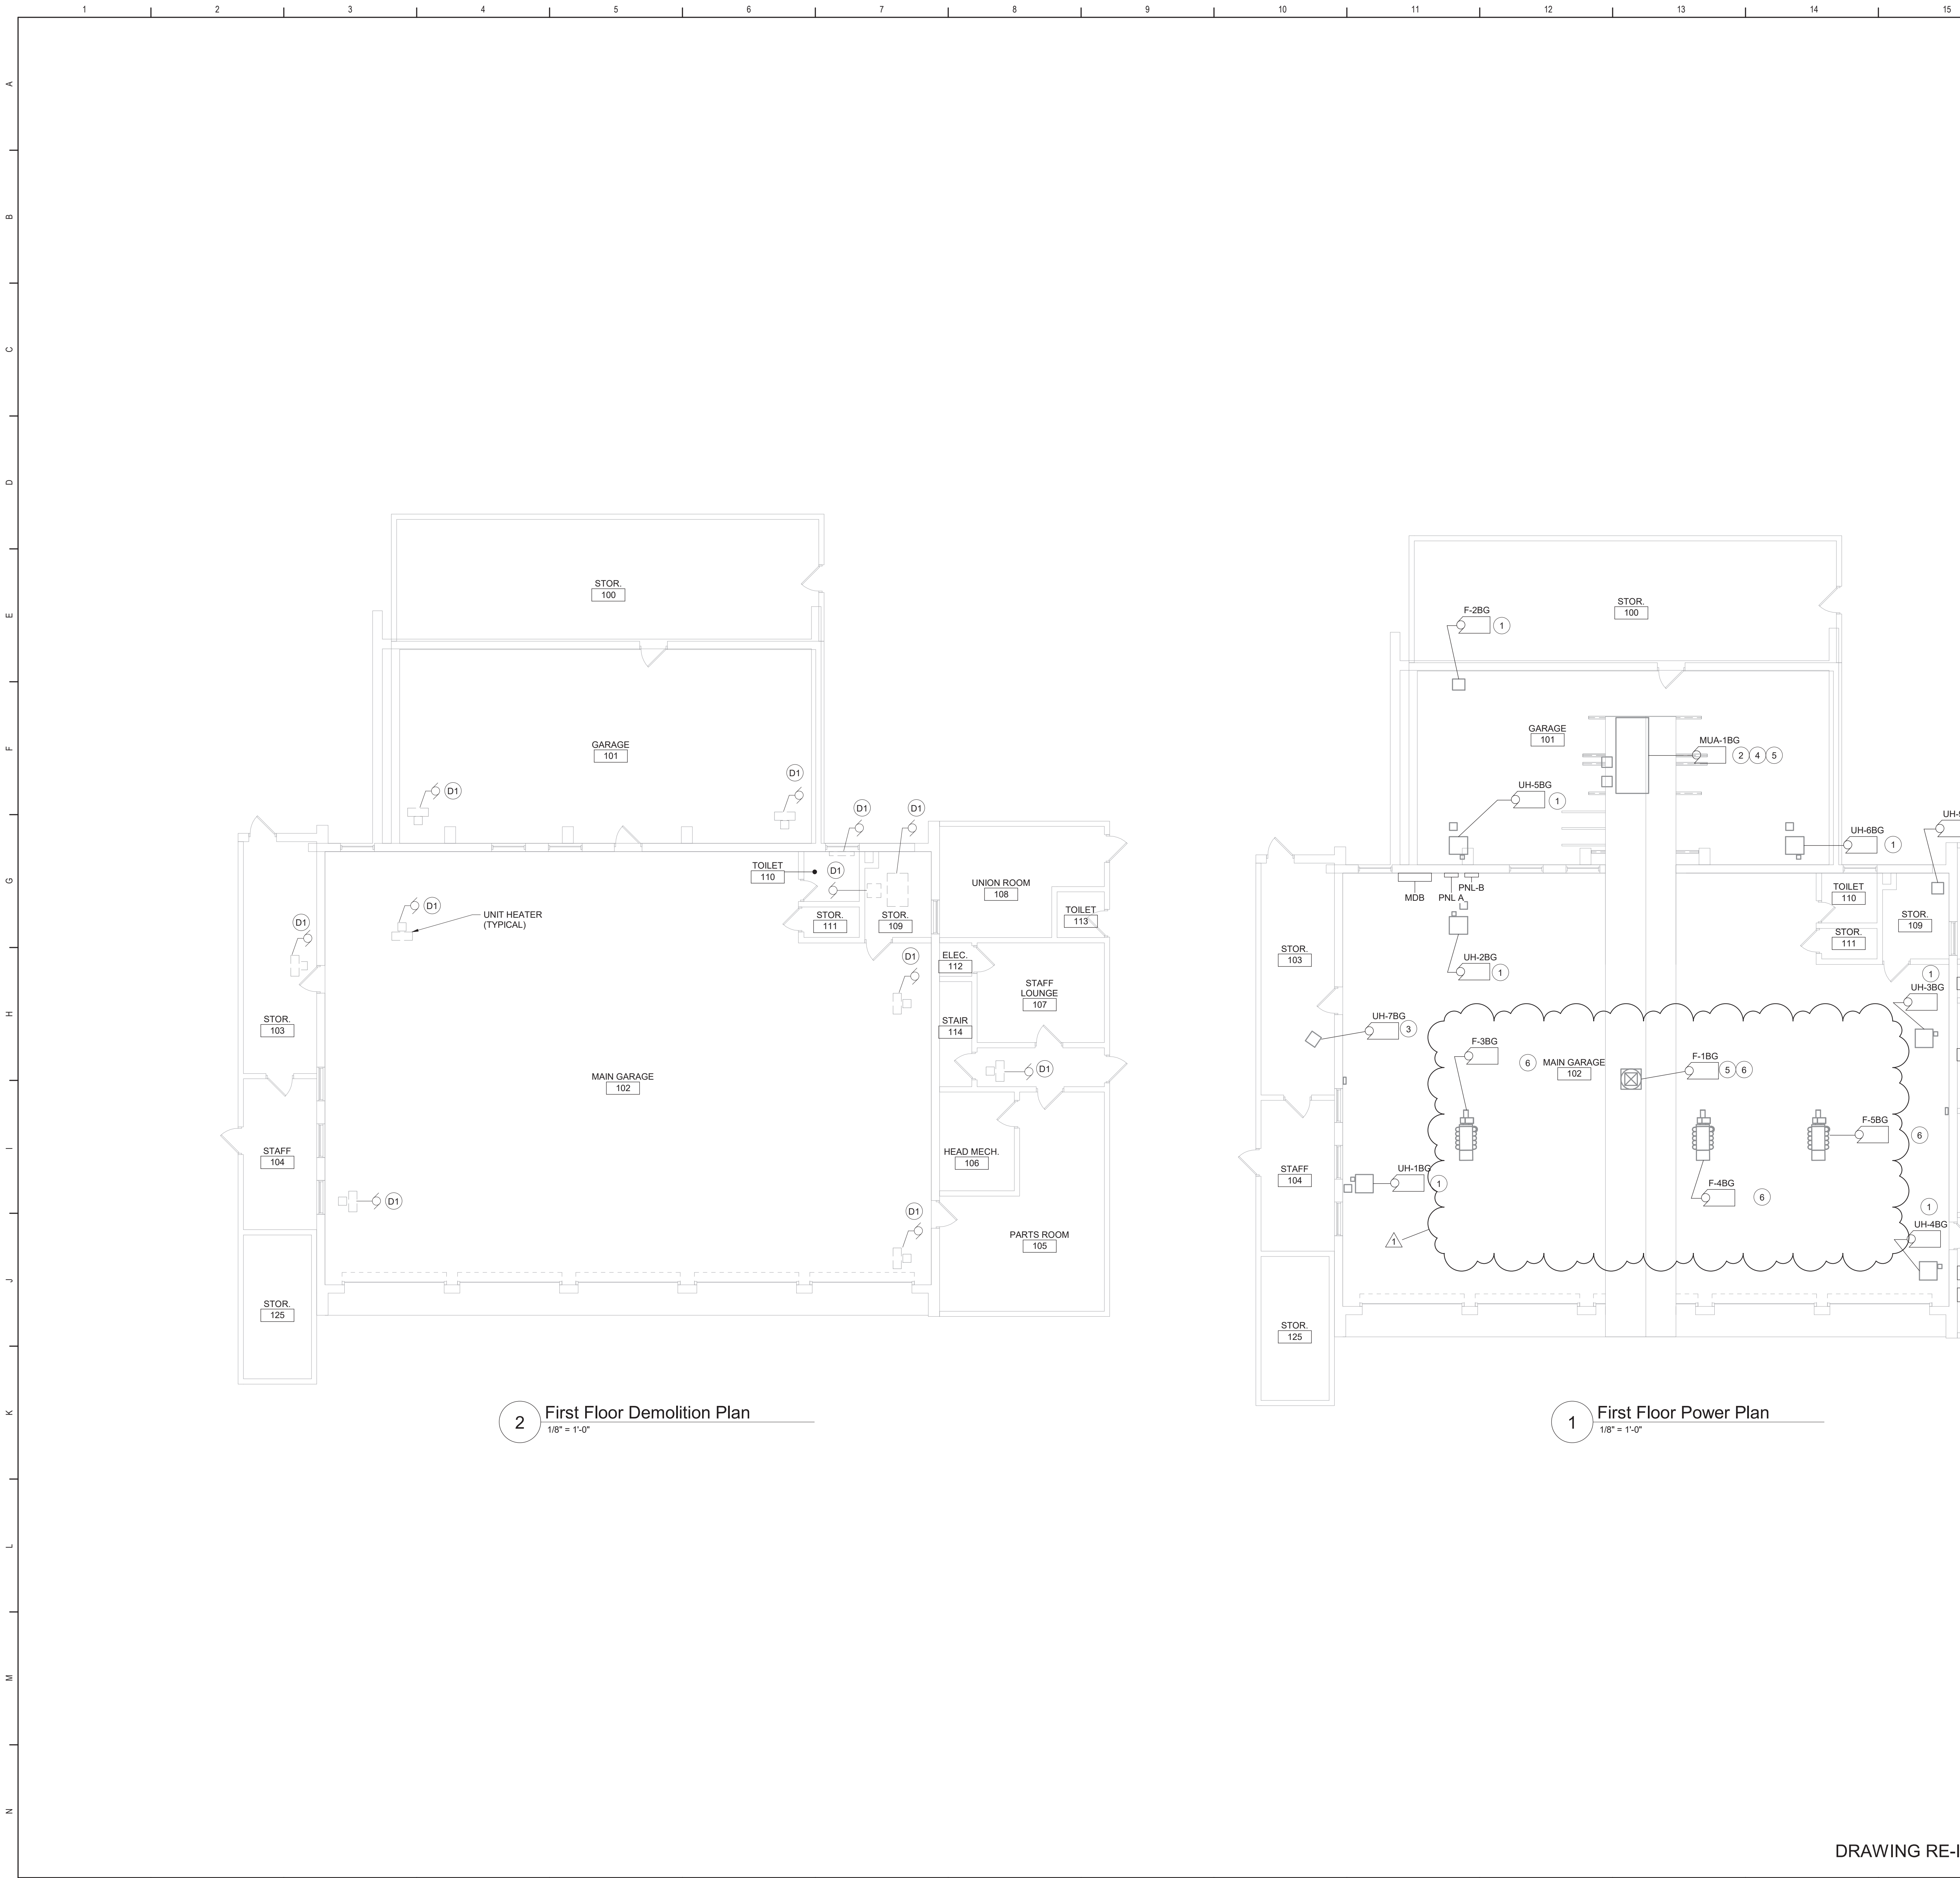 1 2 3 4 5 6 7 8 9 10 11 12 13 14 15
A
B
C
D
E
F
G
H
I
J
K
L
M
N
STOR.
100
GARAGE
101
D1
D1
D1
D1
TOILET
110
D1
UNION ROOM
108
D1
UNIT HEATER
(TYPICAL)
STOR.
111
STOR.
109
TOILET
113
D1
D1
ELEC.
112
STAFF
LOUNGE
107
STOR.
103
STAIR
114
MAIN GARAGE
102
D1
STAFF
104
HEAD MECH.
106
D1
D1
PARTS ROOM
105
STOR.
125
2
First Floor Demolition Plan
1/8" = 1'-0"
STOR.
100
F-2BG
1
GARAGE
101
MUA-1BG
2 4 5
UH-5BG
1
UH-6BG
1
MDB
PNL A
PNL-B
TOILET
110
STOR.
109
STOR.
111
STOR.
103
UH-2BG
1
1
UH-3BG
UH-7BG
3
F-3BG
6
MAIN GARAGE
102
F-1BG
5 6
F-5BG
6
STAFF
104
UH-1BG
1
F-4BG
6
1
UH-4BG
1
STOR.
125
1
First Floor Power Plan
1/8" = 1'-0"